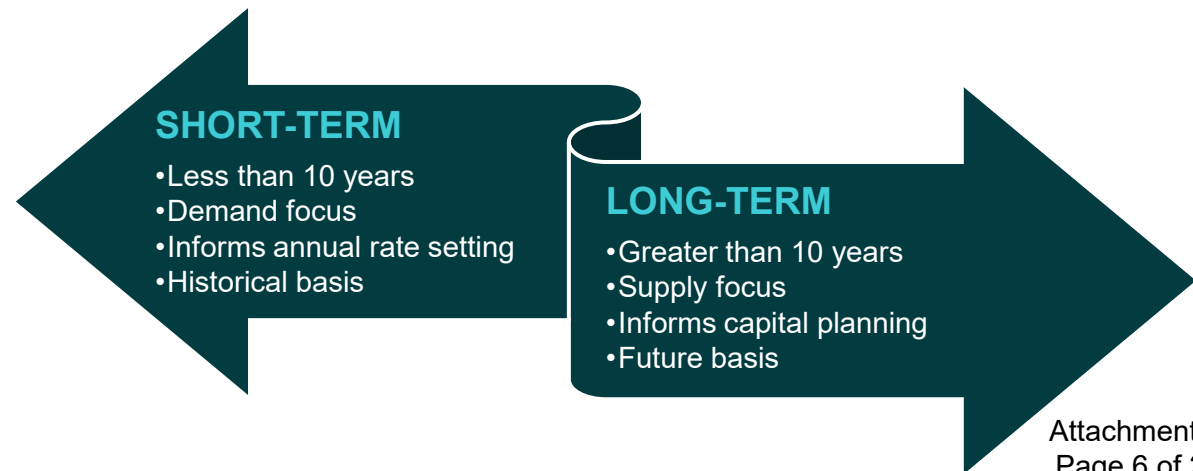 SHORT-TERM
•Less than 10 years
•Demand focus
•Informs annual rate setting
•Historical basis
LONG-TERM
•Greater than 10 years
•Supply focus
•Informs capital planning
•Future basis
Attachment
Page 6 of